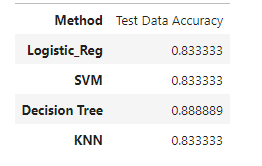 Method Test Data Accuracy
Logistic_Reg 0.833333
SVM 0.833333
Decision Tree 0.888889
KNN 0.833333